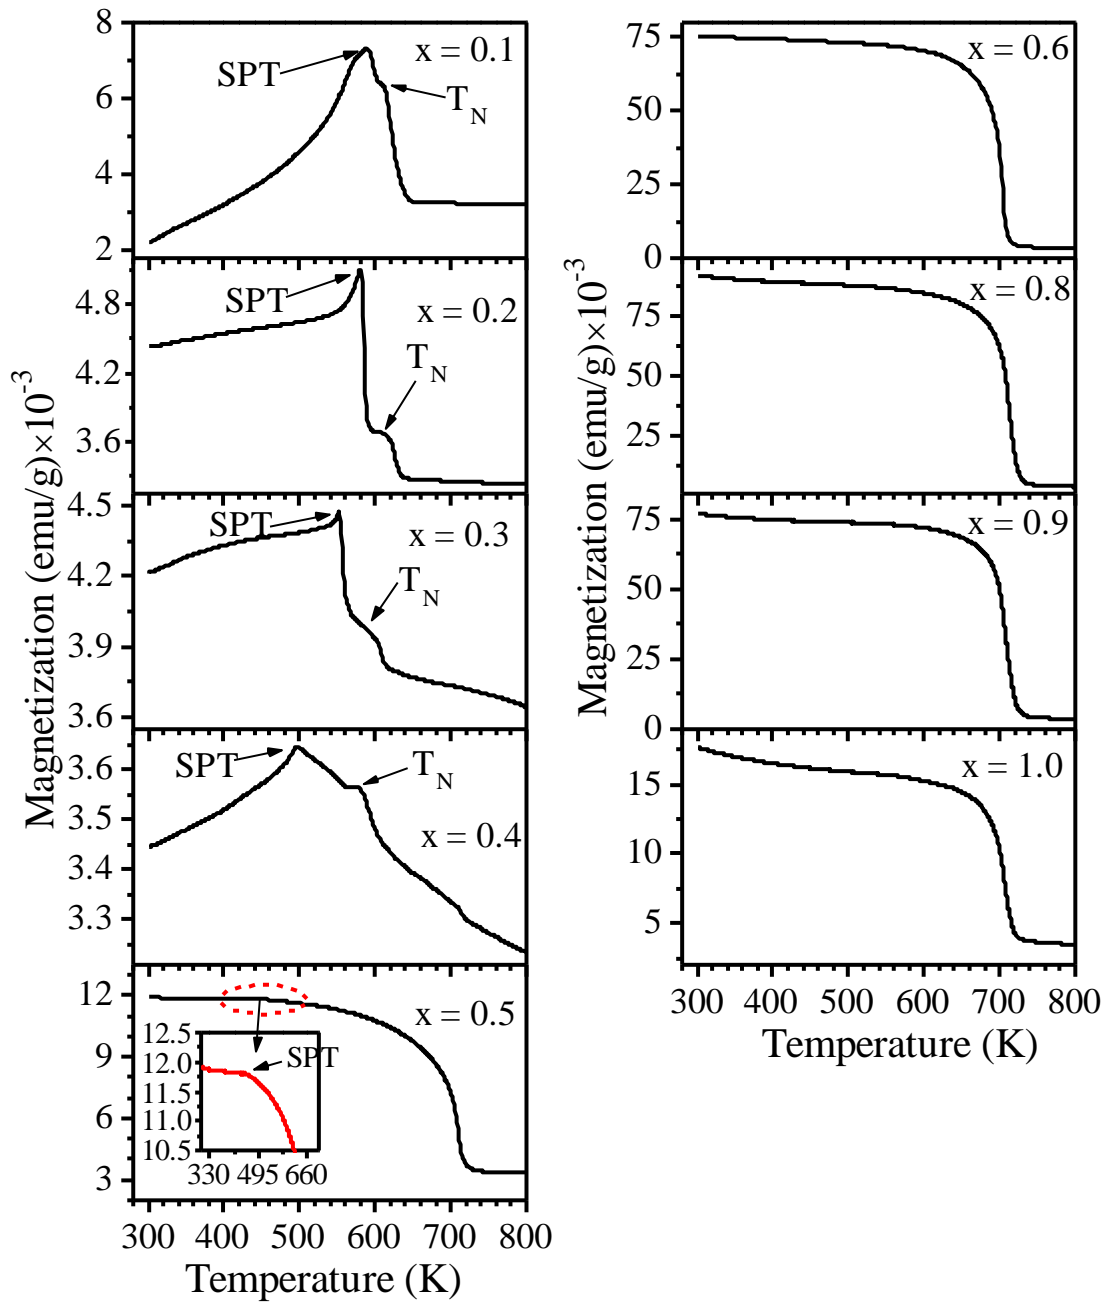 Magnetization (emu/g)×10⁻³
8
6
4
2
SPT
T_N
x = 0.1
4.8
4.2
3.6
SPT
T_N
x = 0.2
4.5
4.2
3.9
3.6
SPT
T_N
x = 0.3
3.6
3.5
3.4
3.3
SPT
T_N
x = 0.4
12
9
6
3
x = 0.5
12.5
12.0
11.5
11.0
10.5
SPT
330 495 660
300 400 500 600 700 800
Temperature (K)
Magnetization (emu/g)×10⁻³
75
50
25
0
x = 0.6
75
50
25
x = 0.8
75
50
25
0
x = 0.9
15
10
5
x = 1.0
300 400 500 600 700 800
Temperature (K)